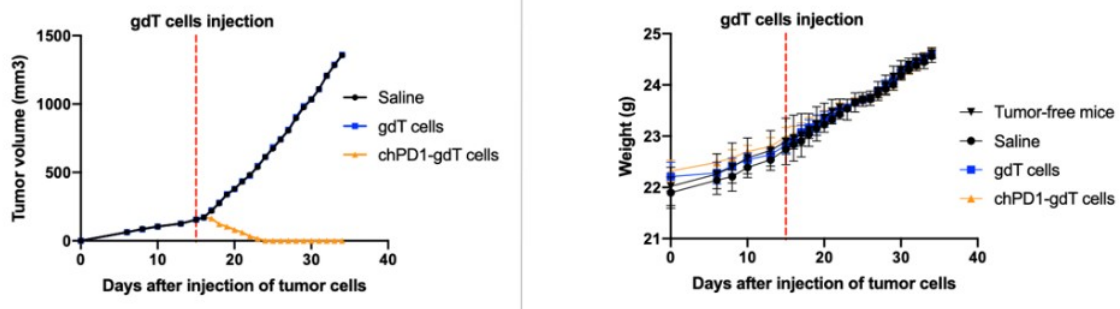 gdT cells injection
Tumor volume (mm3)
1500
1000
500
0
0 10 20 30 40
Days after injection of tumor cells
Saline
gdT cells
chPD1-gdT cells
gdT cells injection
Weight (g)
25
24
23
22
21
0 10 20 30 40
Days after injection of tumor cells
Tumor-free mice
Saline
gdT cells
chPD1-gdT cells